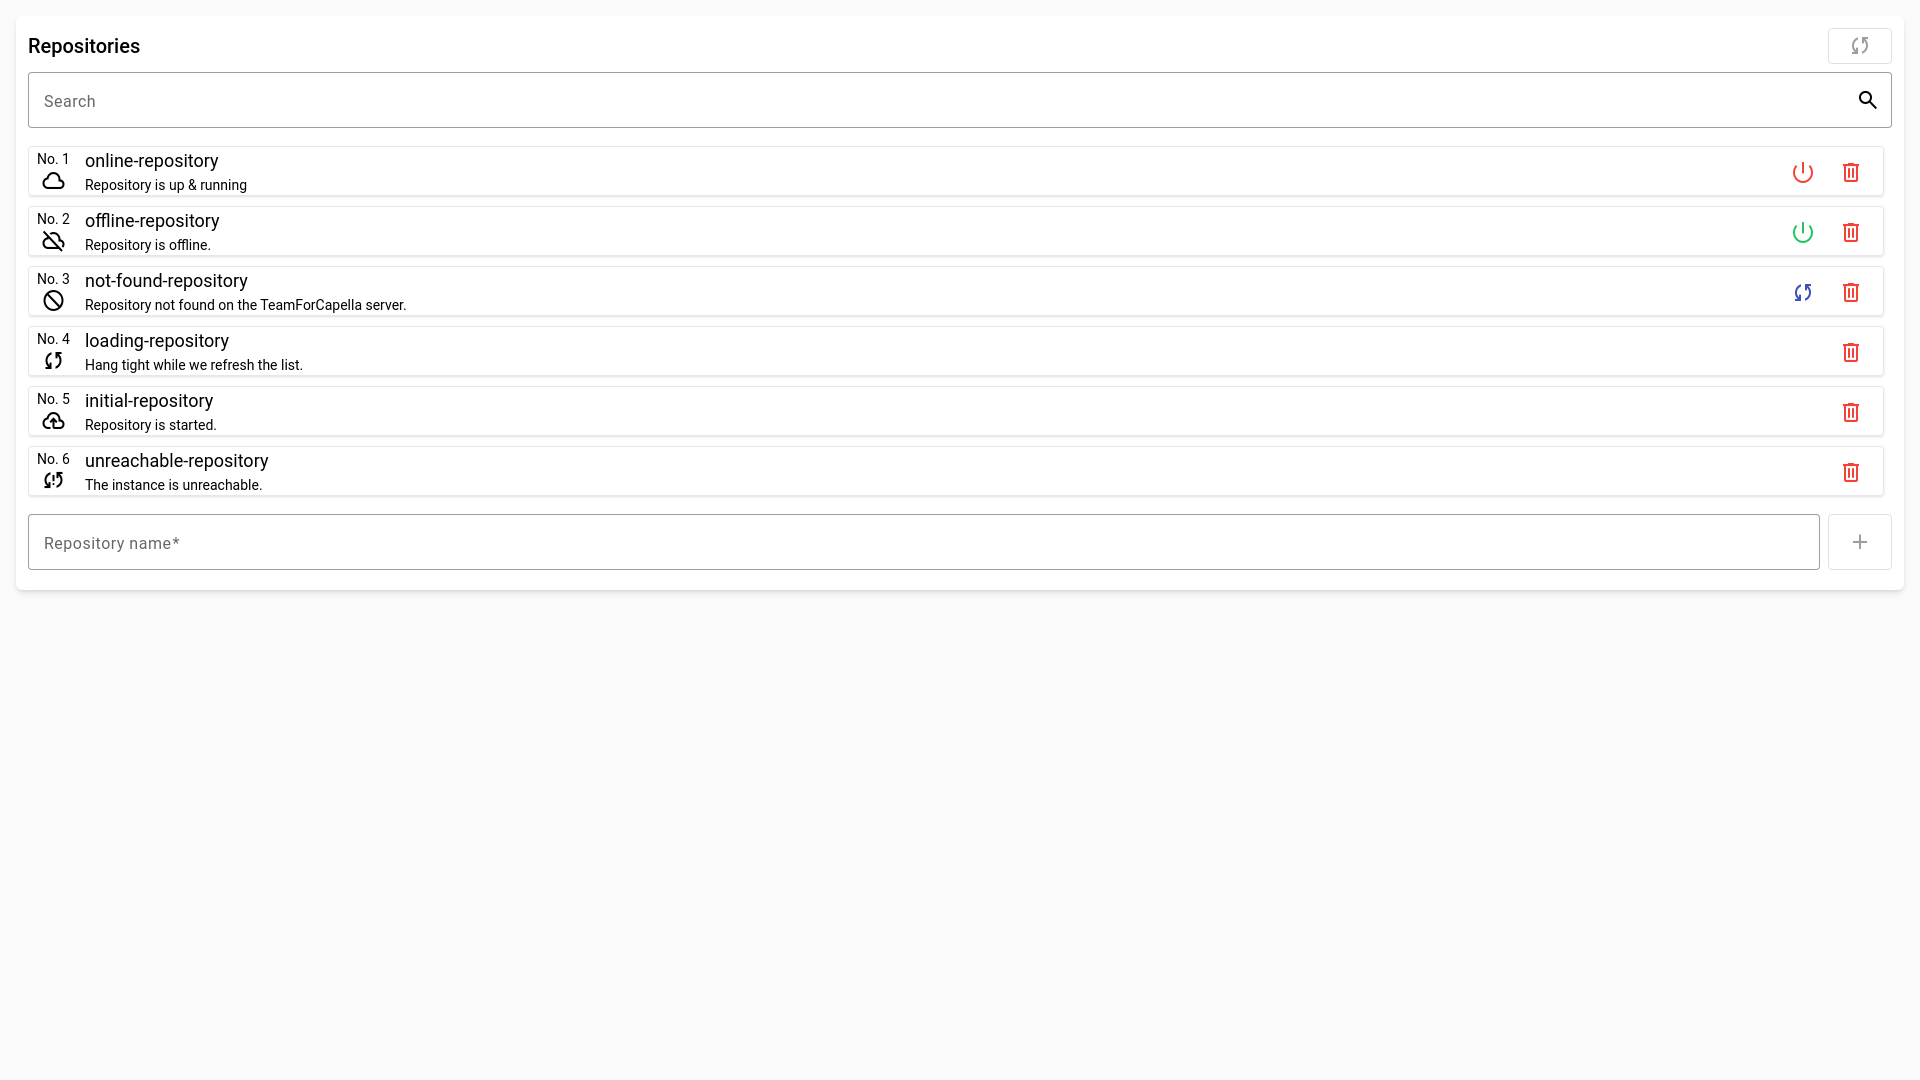 Repositories
Search
No. 1
online-repository
Repository is up & running
No. 2
offline-repository
Repository is offline.
No. 3
not-found-repository
Repository not found on the TeamForCapella server.
No. 4
loading-repository
Hang tight while we refresh the list.
No. 5
initial-repository
Repository is started.
No. 6
unreachable-repository
The instance is unreachable.
Repository name*